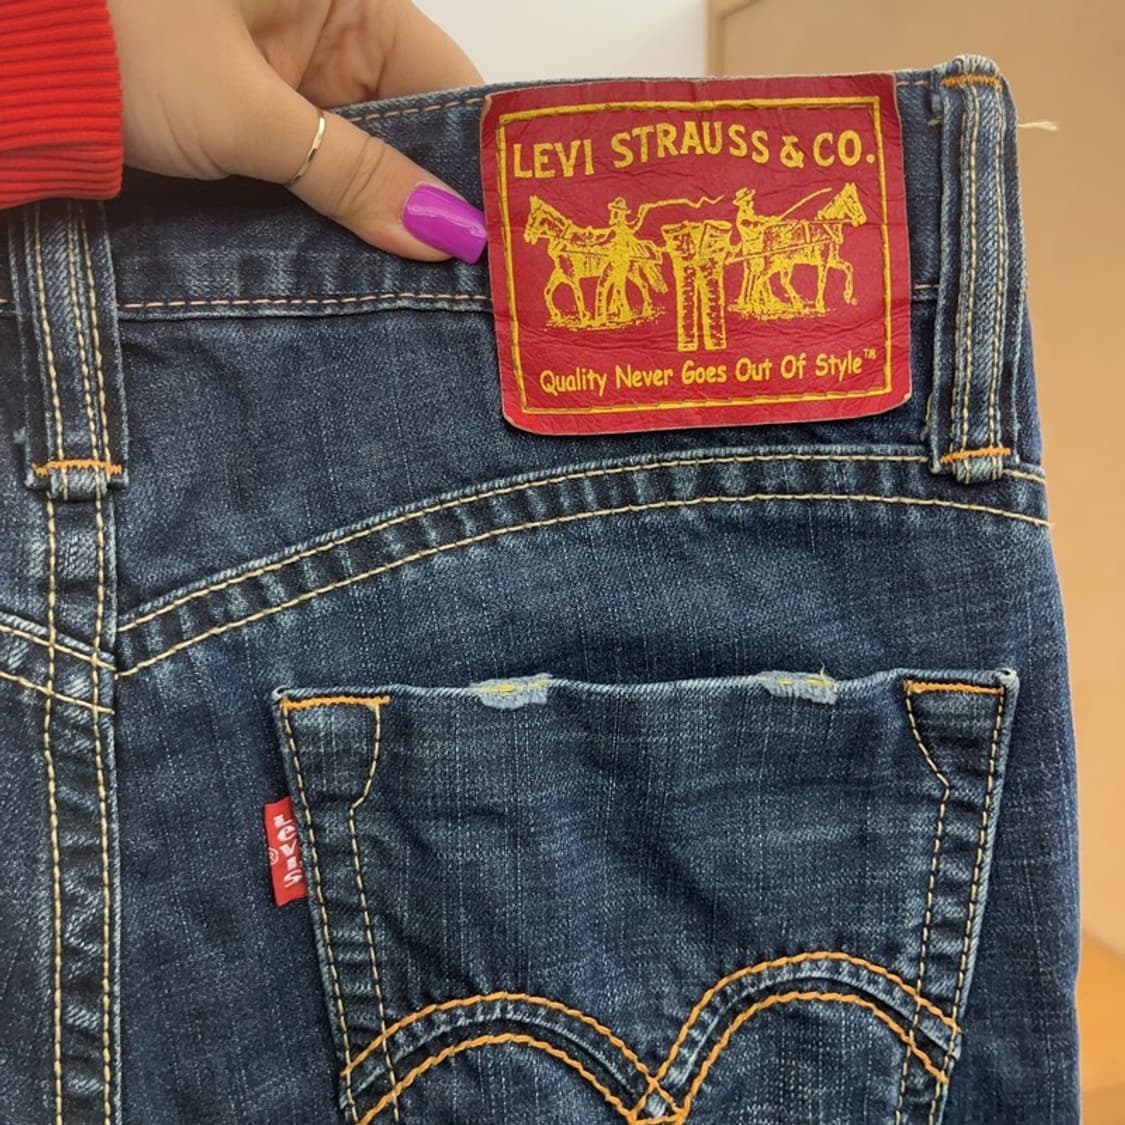 LEVI STRAUSS & CO.
®
Quality Never Goes Out Of Style™
Levi's
®